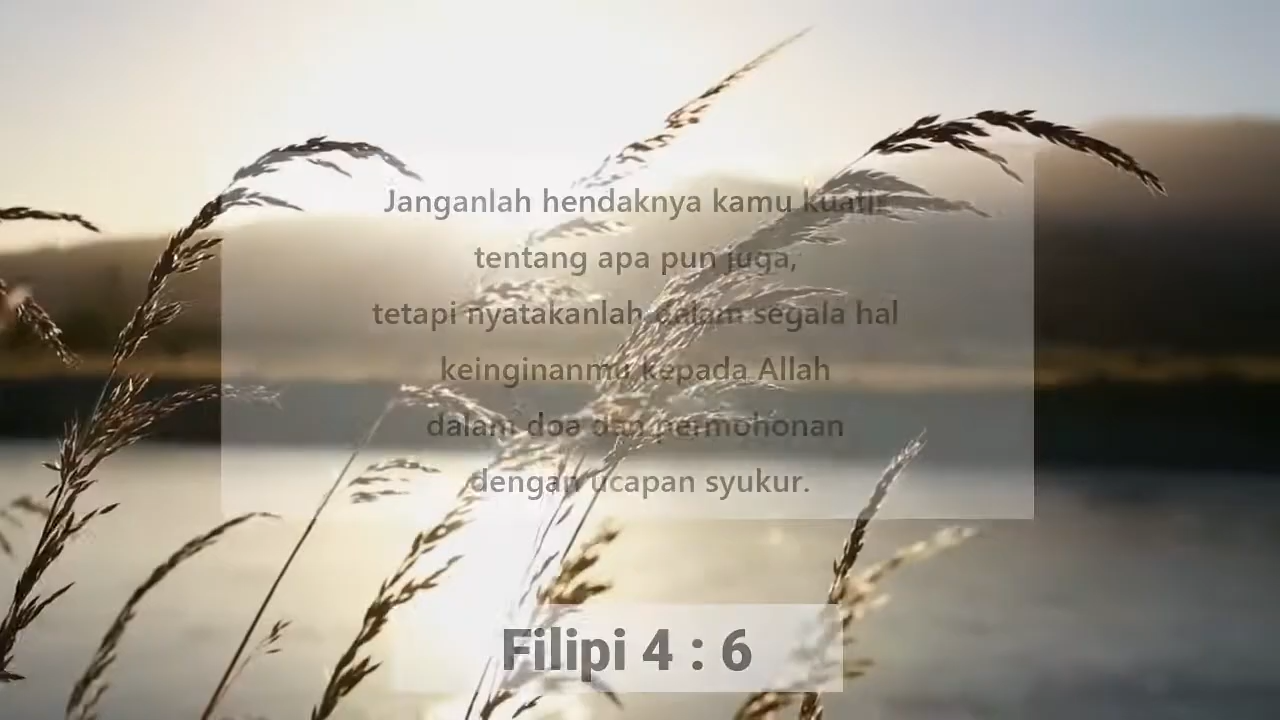 Janganlah hendaknya kamu kuatir
tentang apa pun juga,
tetapi nyatakanlah dalam segala hal
keinginanmu kepada Allah
dalam doa dan permohonan
dengan ucapan syukur.
Filipi 4 : 6